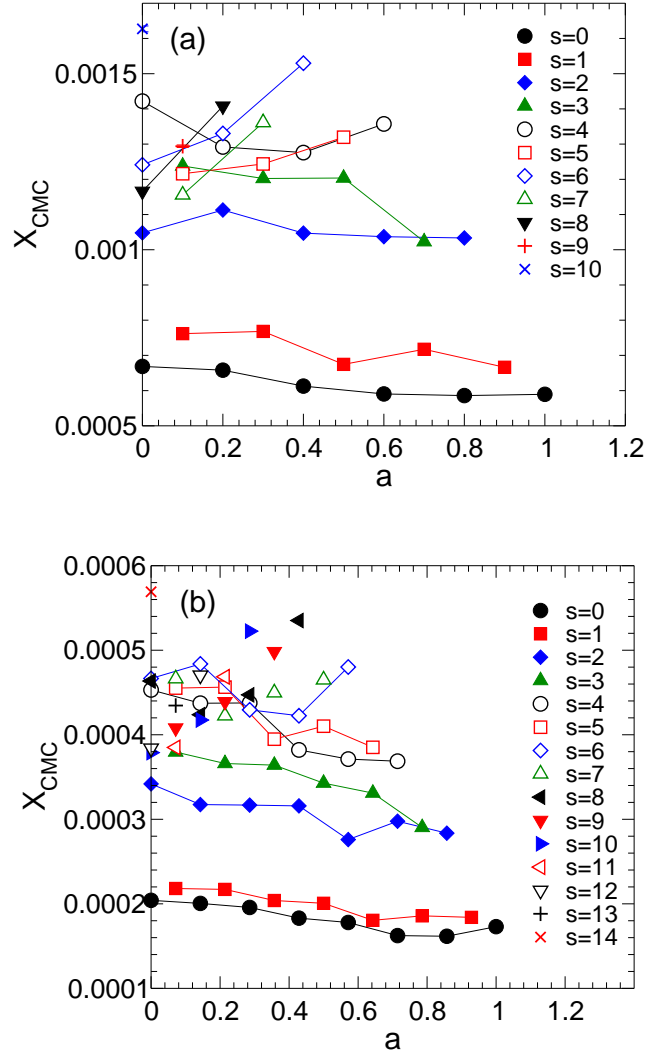 (a)
0.0015
0.001
0.0005
X_CMC
0 0.2 0.4 0.6 0.8 1 1.2
a
s=0
s=1
s=2
s=3
s=4
s=5
s=6
s=7
s=8
s=9
s=10
(b)
0.0006
0.0005
0.0004
0.0003
0.0002
0.0001
X_CMC
0 0.2 0.4 0.6 0.8 1 1.2
a
s=0
s=1
s=2
s=3
s=4
s=5
s=6
s=7
s=8
s=9
s=10
s=11
s=12
s=13
s=14